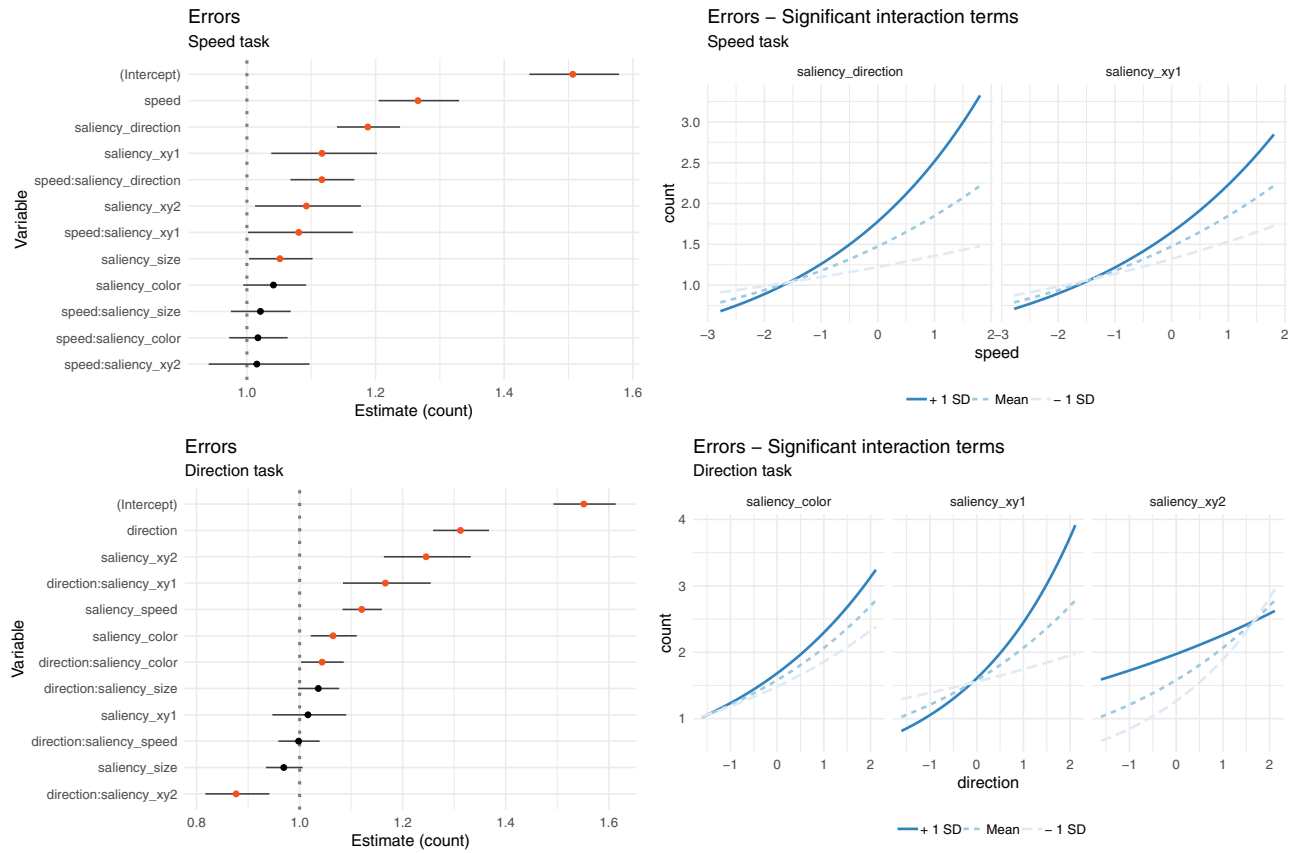 Errors
Speed task
Variable
(Intercept)
speed
saliency_direction
saliency_xy1
speed:saliency_direction
saliency_xy2
speed:saliency_xy1
saliency_size
saliency_color
speed:saliency_size
speed:saliency_color
speed:saliency_xy2
1.0 1.2 1.4 1.6
Estimate (count)
Errors − Significant interaction terms
Speed task
saliency_direction saliency_xy1
count
3.0
2.5
2.0
1.5
1.0
−3 −2 −1 0 1 2 −3 −2 −1 0 1 2
speed
+ 1 SD Mean − 1 SD
Errors
Direction task
Variable
(Intercept)
direction
saliency_xy2
direction:saliency_xy1
saliency_speed
saliency_color
direction:saliency_color
direction:saliency_size
saliency_xy1
direction:saliency_speed
saliency_size
direction:saliency_xy2
0.8 1.0 1.2 1.4 1.6
Estimate (count)
Errors − Significant interaction terms
Direction task
saliency_color saliency_xy1 saliency_xy2
count
4
3
2
1
−1 0 1 2 −1 0 1 2 −1 0 1 2
direction
+ 1 SD Mean − 1 SD